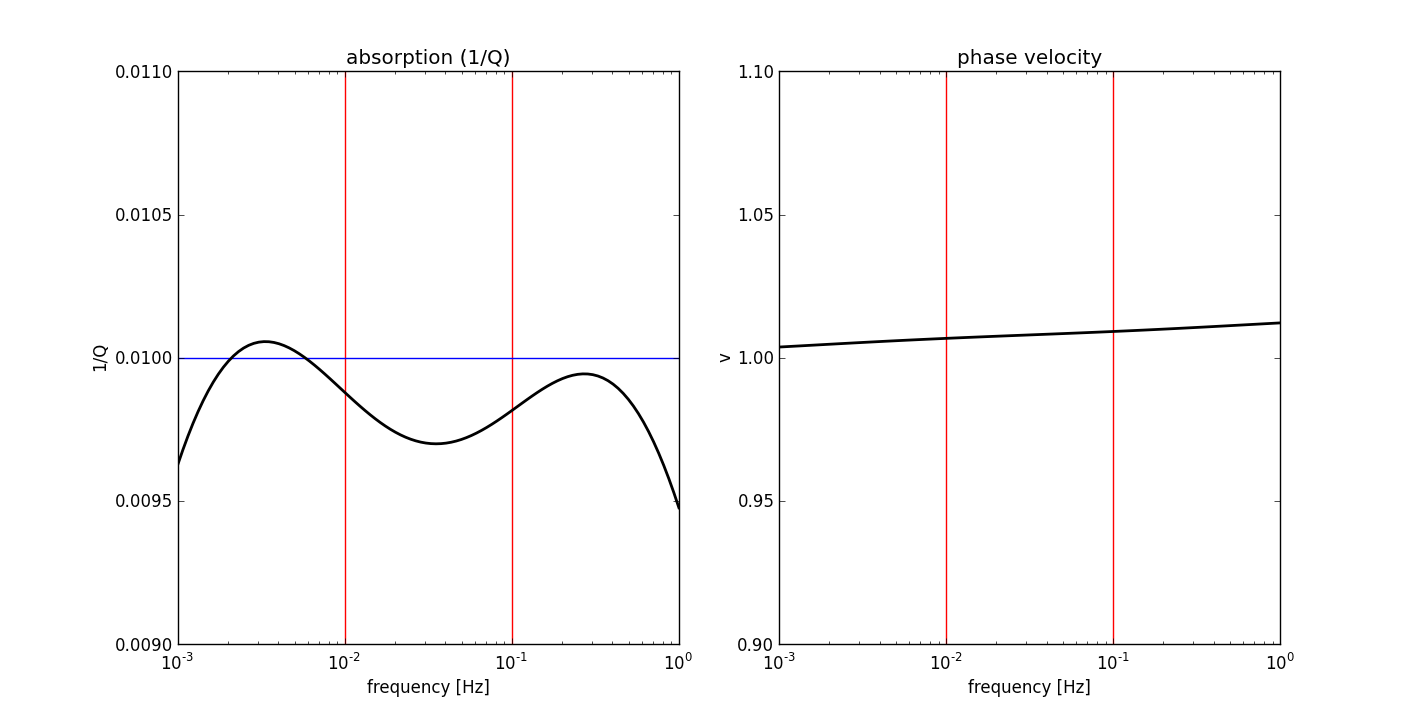 absorption (1/Q)
0.0110
0.0105
0.0100
0.0095
0.0090
1/Q
10^-3 10^-2 10^-1 10^0
frequency [Hz]
phase velocity
1.10
1.05
1.00
0.95
0.90
v
10^-3 10^-2 10^-1 10^0
frequency [Hz]